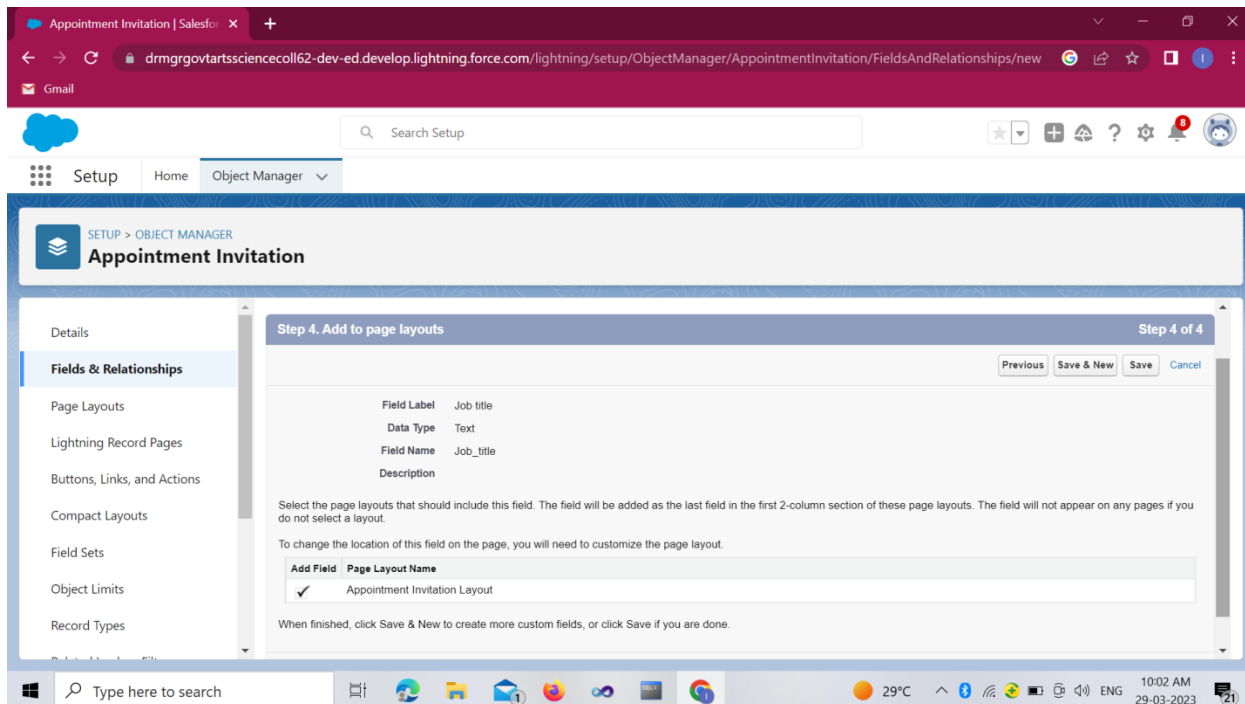 Appointment Invitation | Salesfor
drmgrgovtartssciencecoll62-dev-ed.develop.lightning.force.com/lightning/setup/ObjectManager/AppointmentInvitation/FieldsAndRelationships/new
Gmail
Search Setup
8
Setup Home Object Manager
SETUP > OBJECT MANAGER
Appointment Invitation
Details
Fields & Relationships
Page Layouts
Lightning Record Pages
Buttons, Links, and Actions
Compact Layouts
Field Sets
Object Limits
Record Types
Step 4. Add to page layouts Step 4 of 4
Previous Save & New Save Cancel
Field Label Job title
Data Type Text
Field Name Job_title
Description
Select the page layouts that should include this field. The field will be added as the last field in the first 2-column section of these page layouts. The field will not appear on any pages if you
do not select a layout.
To change the location of this field on the page, you will need to customize the page layout.
Add Field Page Layout Name
Appointment Invitation Layout
When finished, click Save & New to create more custom fields, or click Save if you are done.
Type here to search
29°C ENG 10:02 AM
29-03-2023
21